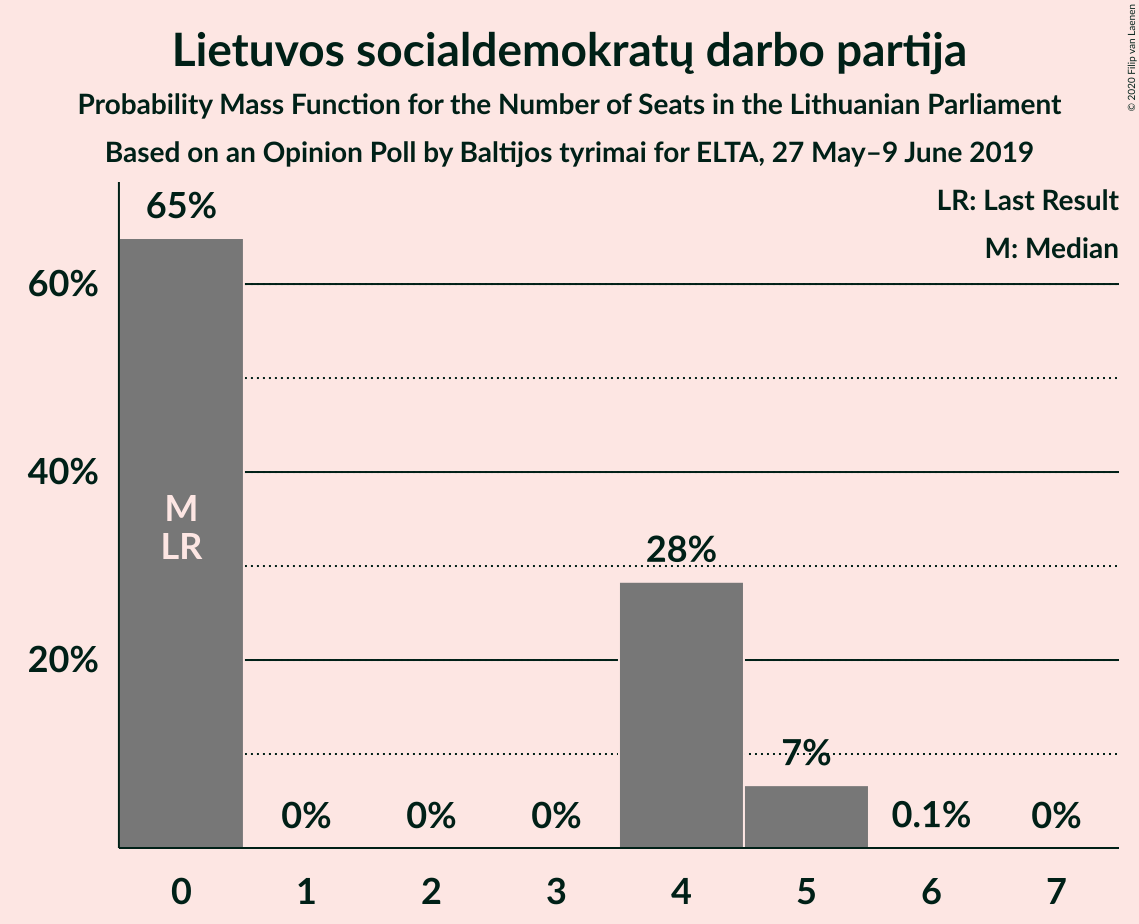 Lietuvos socialdemokratų darbo partija
Probability Mass Function for the Number of Seats in the Lithuanian Parliament
Based on an Opinion Poll by Baltijos tyrimai for ELTA, 27 May–9 June 2019
© 2020 Filip van Laenen
LR: Last Result
M: Median
60%
40%
20%
65%
M
LR
0%
0%
0%
28%
7%
0.1%
0%
0
1
2
3
4
5
6
7